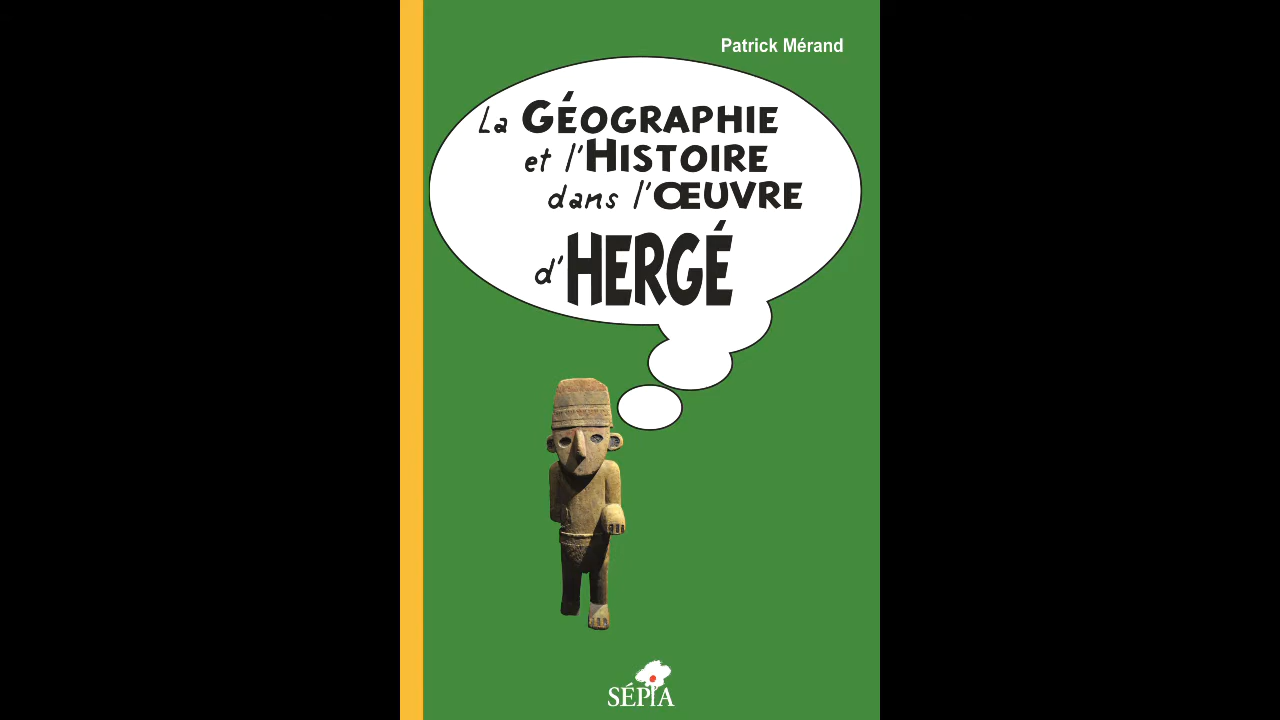 Patrick Mérand
La GÉOGRAPHIE
et l'HISTOIRE
dans l'ŒUVRE
d'HERGÉ
SÉPIA